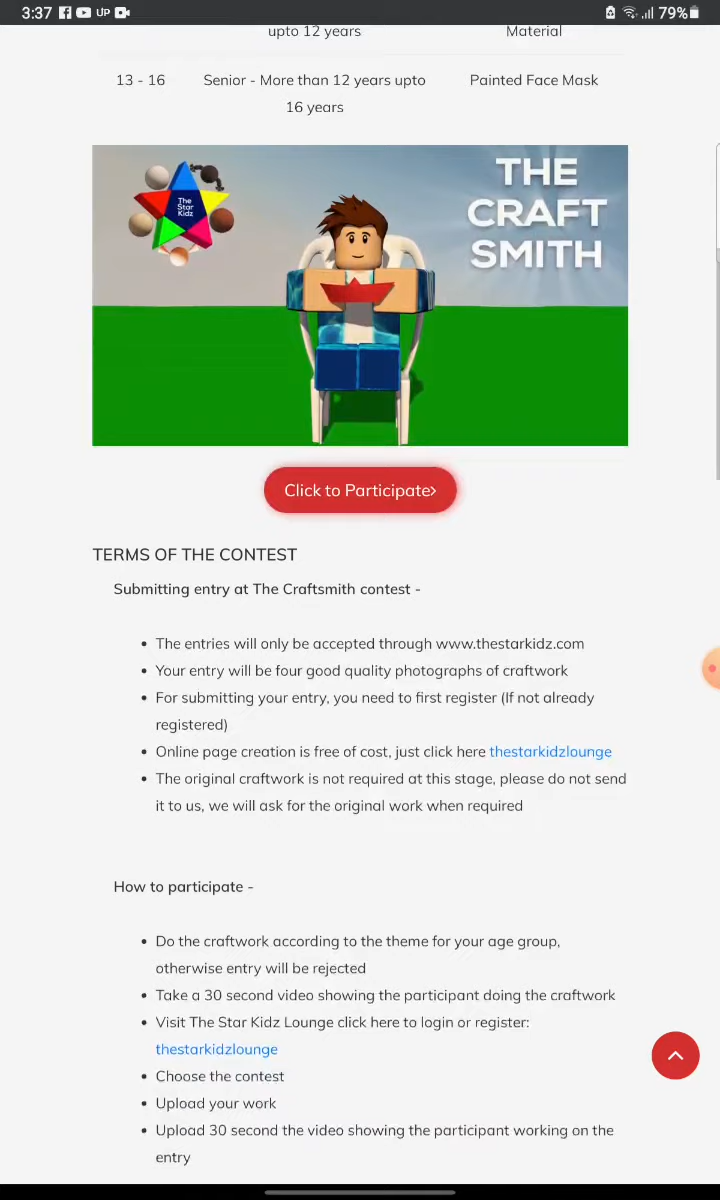 3:37 UP 79%
upto 12 years Material
13 - 16 Senior - More than 12 years upto Painted Face Mask
16 years
The
Star
Kidz
THE
CRAFT
SMITH
Click to Participate>
TERMS OF THE CONTEST
Submitting entry at The Craftsmith contest -
• The entries will only be accepted through www.thestarkidz.com
• Your entry will be four good quality photographs of craftwork
• For submitting your entry, you need to first register (If not already
registered)
• Online page creation is free of cost, just click here thestarkidzlounge
• The original craftwork is not required at this stage, please do not send
it to us, we will ask for the original work when required
How to participate -
• Do the craftwork according to the theme for your age group,
otherwise entry will be rejected
• Take a 30 second video showing the participant doing the craftwork
• Visit The Star Kidz Lounge click here to login or register:
thestarkidzlounge
• Choose the contest
• Upload your work
• Upload 30 second the video showing the participant working on the
entry